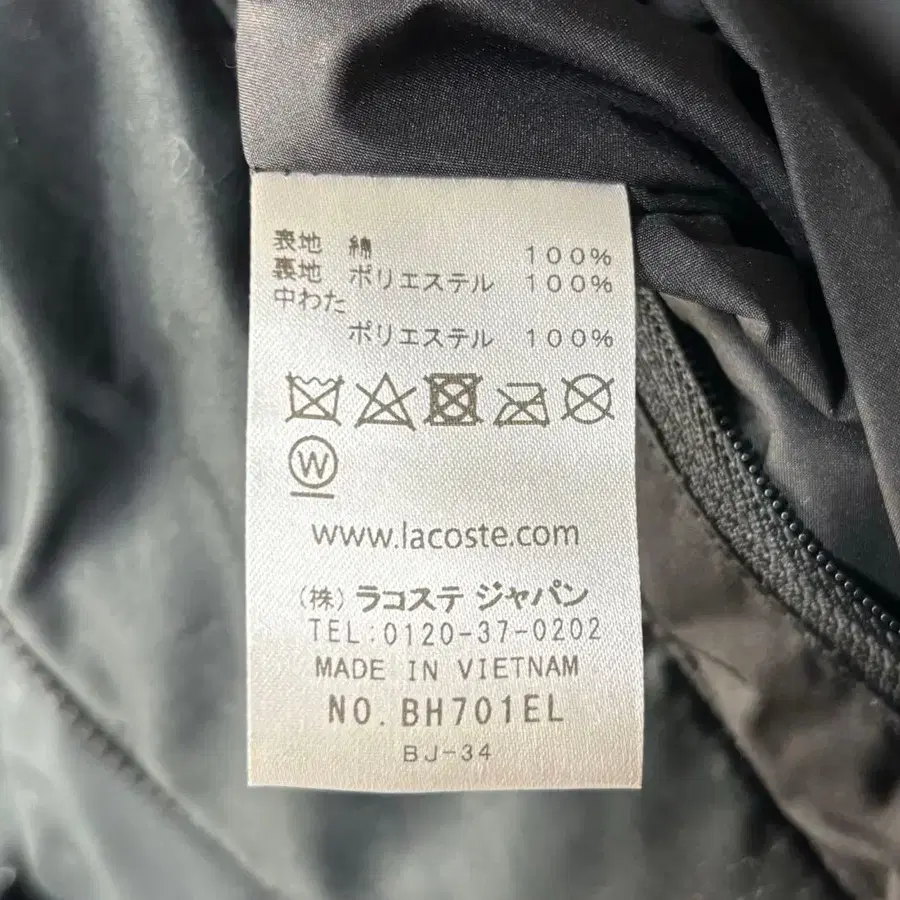 表地 綿 100%
裏地 ポリエステル 100%
中わた
ポリエステル 100%
W
www.lacoste.com
(株) ラコステ ジャパン
TEL:0120-37-0202
MADE IN VIETNAM
NO. BH701EL
BJ-34